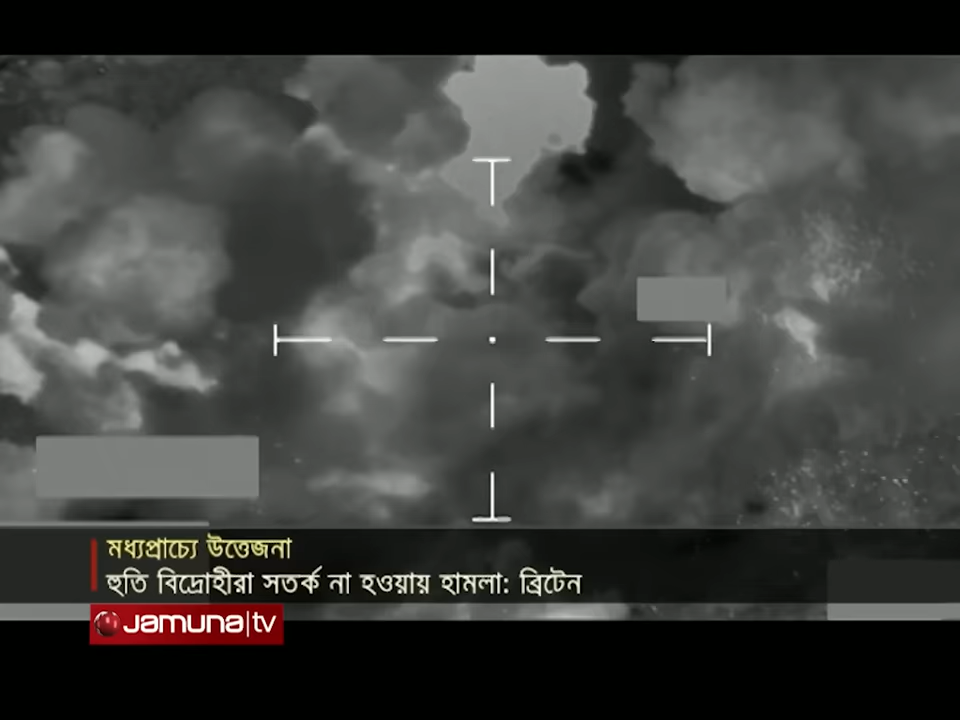 মধ্যপ্রাচ্যে উত্তেজনা
হুতি বিদ্রোহীরা সতর্ক না হওয়ায় হামলা: ব্রিটেন
Jamuna|tv